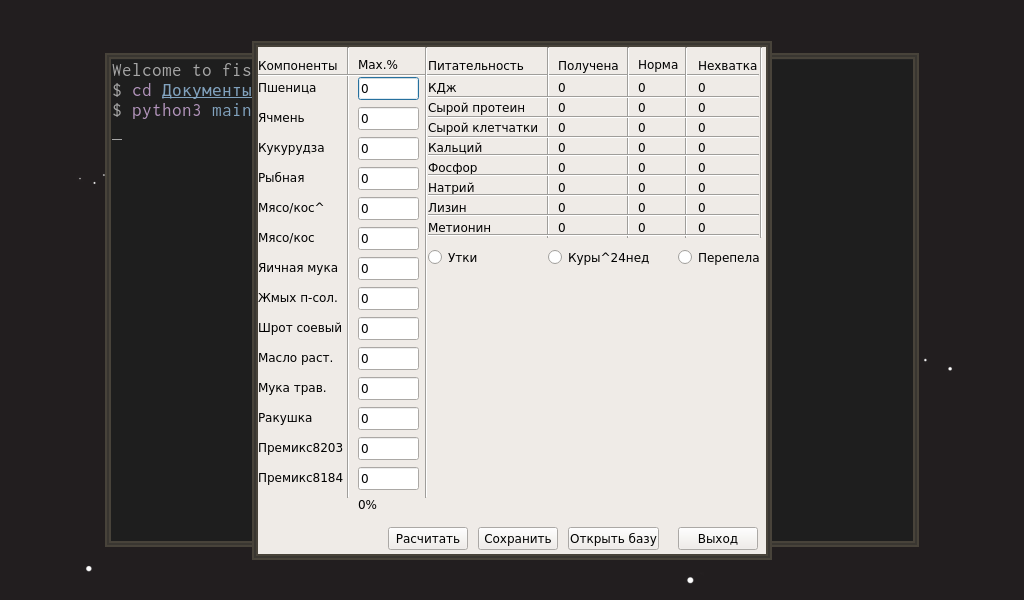 Welcome to fis
$ cd Документы
$ python3 main
_
Компоненты Max.% Питательность Получена Норма Нехватка
Пшеница 0 КДж 0 0 0
Сырой протеин 0 0 0
Ячмень 0 Сырой клетчатки 0 0 0
Кукурудза 0 Кальций 0 0 0
Фосфор 0 0 0
Рыбная 0 Натрий 0 0 0
Мясо/кос^ 0 Лизин 0 0 0
Метионин 0 0 0
Мясо/кос 0
Яичная мука 0 Утки Куры^24нед Перепела
Жмых п-сол. 0
Шрот соевый 0
Масло раст. 0
Мука трав. 0
Ракушка 0
Премикс8203 0
Премикс8184 0
0%
Расчитать Сохранить Открыть базу Выход